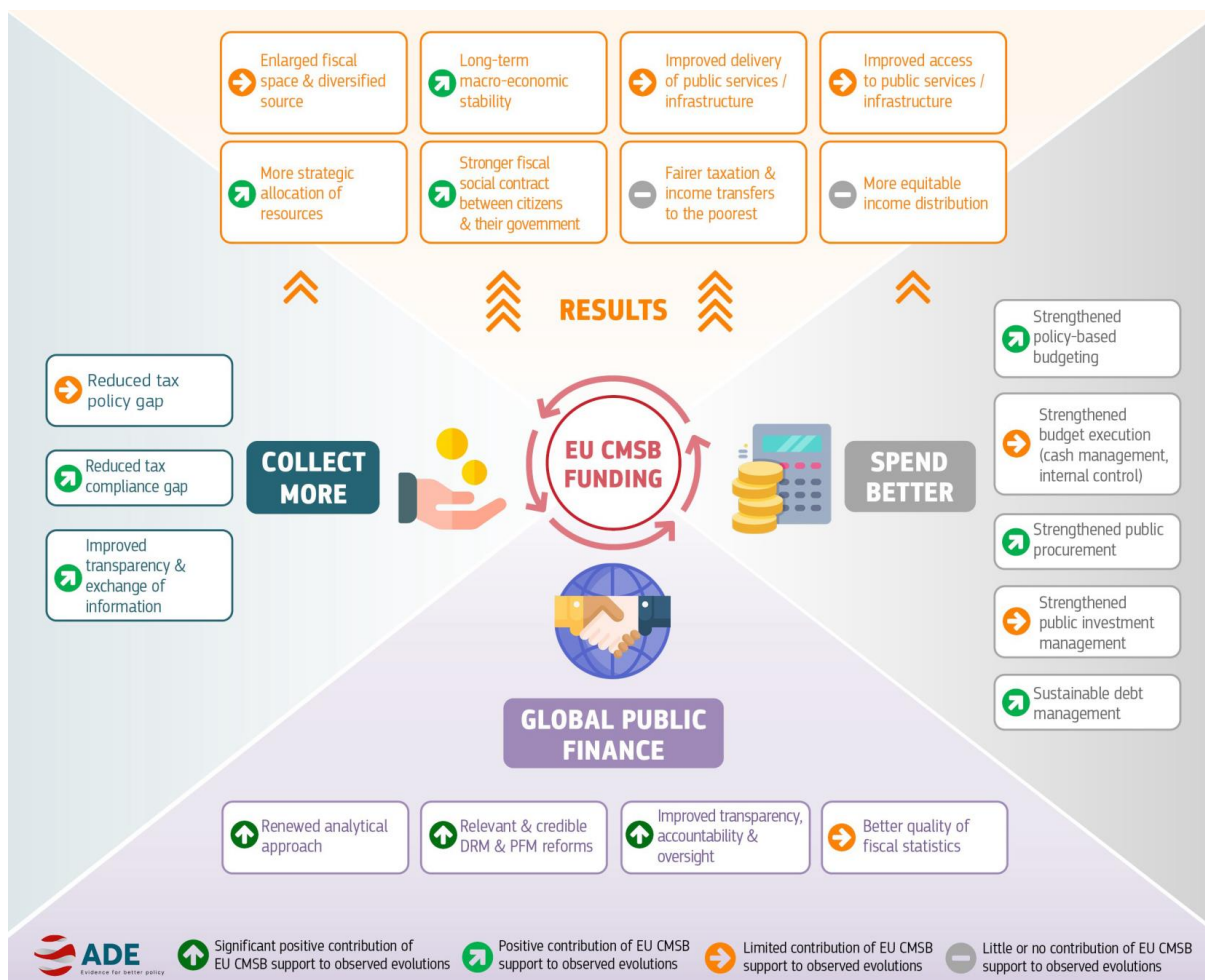 Enlarged fiscal
space & diversified
source
Long-term
macro-economic
stability
Improved delivery
of public services /
infrastructure
Improved access
to public services /
infrastructure
More strategic
allocation of
resources
Stronger fiscal
social contract
between citizens
& their government
Fairer taxation &
income transfers
to the poorest
More equitable
income distribution
RESULTS
Reduced tax
policy gap
Reduced tax
compliance gap
Improved
transparency &
exchange of
information
COLLECT
MORE
EU CMSB
FUNDING
SPEND
BETTER
Strengthened
policy-based
budgeting
Strengthened
budget execution
(cash management,
internal control)
Strengthened public
procurement
Strengthened
public investment
management
Sustainable debt
management
GLOBAL PUBLIC
FINANCE
Renewed analytical
approach
Relevant & credible
DRM & PFM reforms
Improved transparency,
accountability &
oversight
Better quality of
fiscal statistics
ADE
Evidence for better policy
Significant positive contribution of
EU CMSB support to observed evolutions
Positive contribution of EU CMSB
support to observed evolutions
Limited contribution of EU CMSB
support to observed evolutions
Little or no contribution of EU CMSB
support to observed evolutions